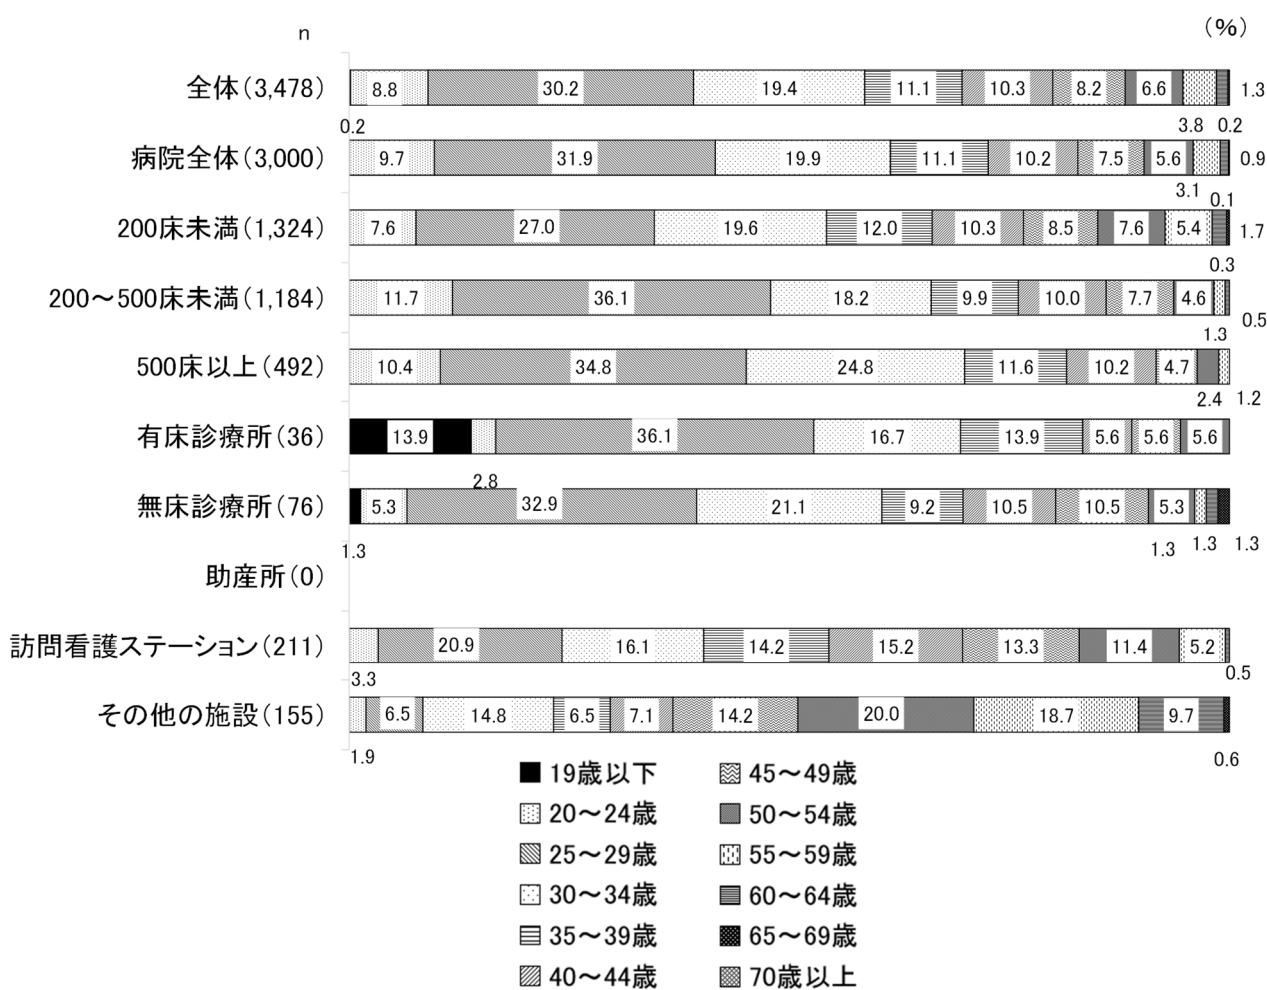 n (%)
全体(3,478) 8.8 30.2 19.4 11.1 10.3 8.2 6.6 1.3
0.2 3.8 0.2
病院全体(3,000) 9.7 31.9 19.9 11.1 10.2 7.5 5.6 0.9
3.1 0.1
200床未満(1,324) 7.6 27.0 19.6 12.0 10.3 8.5 7.6 5.4 1.7
0.3
200～500床未満(1,184) 11.7 36.1 18.2 9.9 10.0 7.7 4.6 0.5
1.3
500床以上(492) 10.4 34.8 24.8 11.6 10.2 4.7
2.4 1.2
有床診療所(36) 13.9 36.1 16.7 13.9 5.6 5.6 5.6
2.8
無床診療所(76) 5.3 32.9 21.1 9.2 10.5 10.5 5.3
1.3 1.3 1.3 1.3
助産所(0)
訪問看護ステーション(211) 20.9 16.1 14.2 15.2 13.3 11.4 5.2
3.3 0.5
その他の施設(155) 6.5 14.8 6.5 7.1 14.2 20.0 18.7 9.7
1.9 0.6
19歳以下 45～49歳
20～24歳 50～54歳
25～29歳 55～59歳
30～34歳 60～64歳
35～39歳 65～69歳
40～44歳 70歳以上